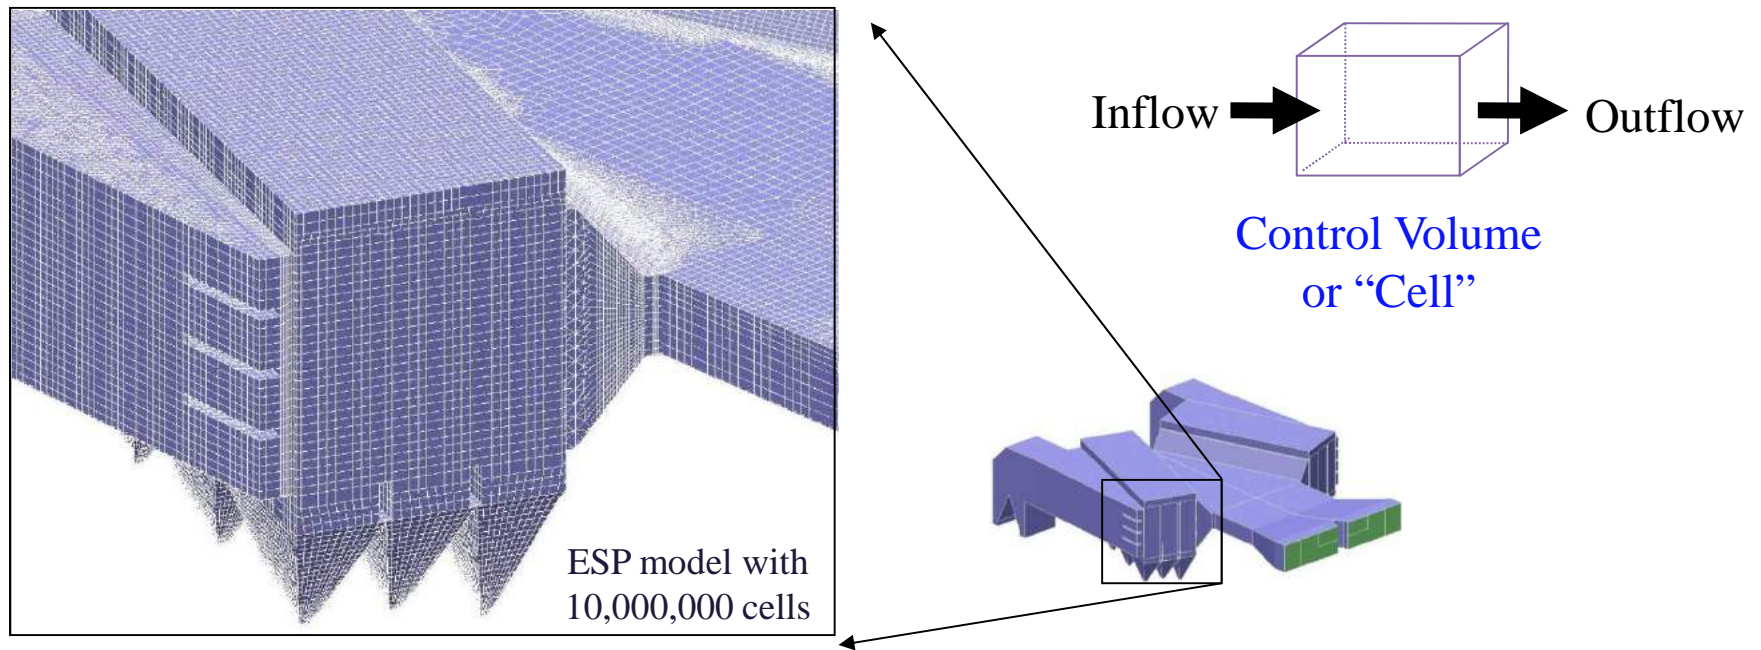 Inflow
Outflow
Control Volume
or “Cell”
ESP model with
10,000,000 cells